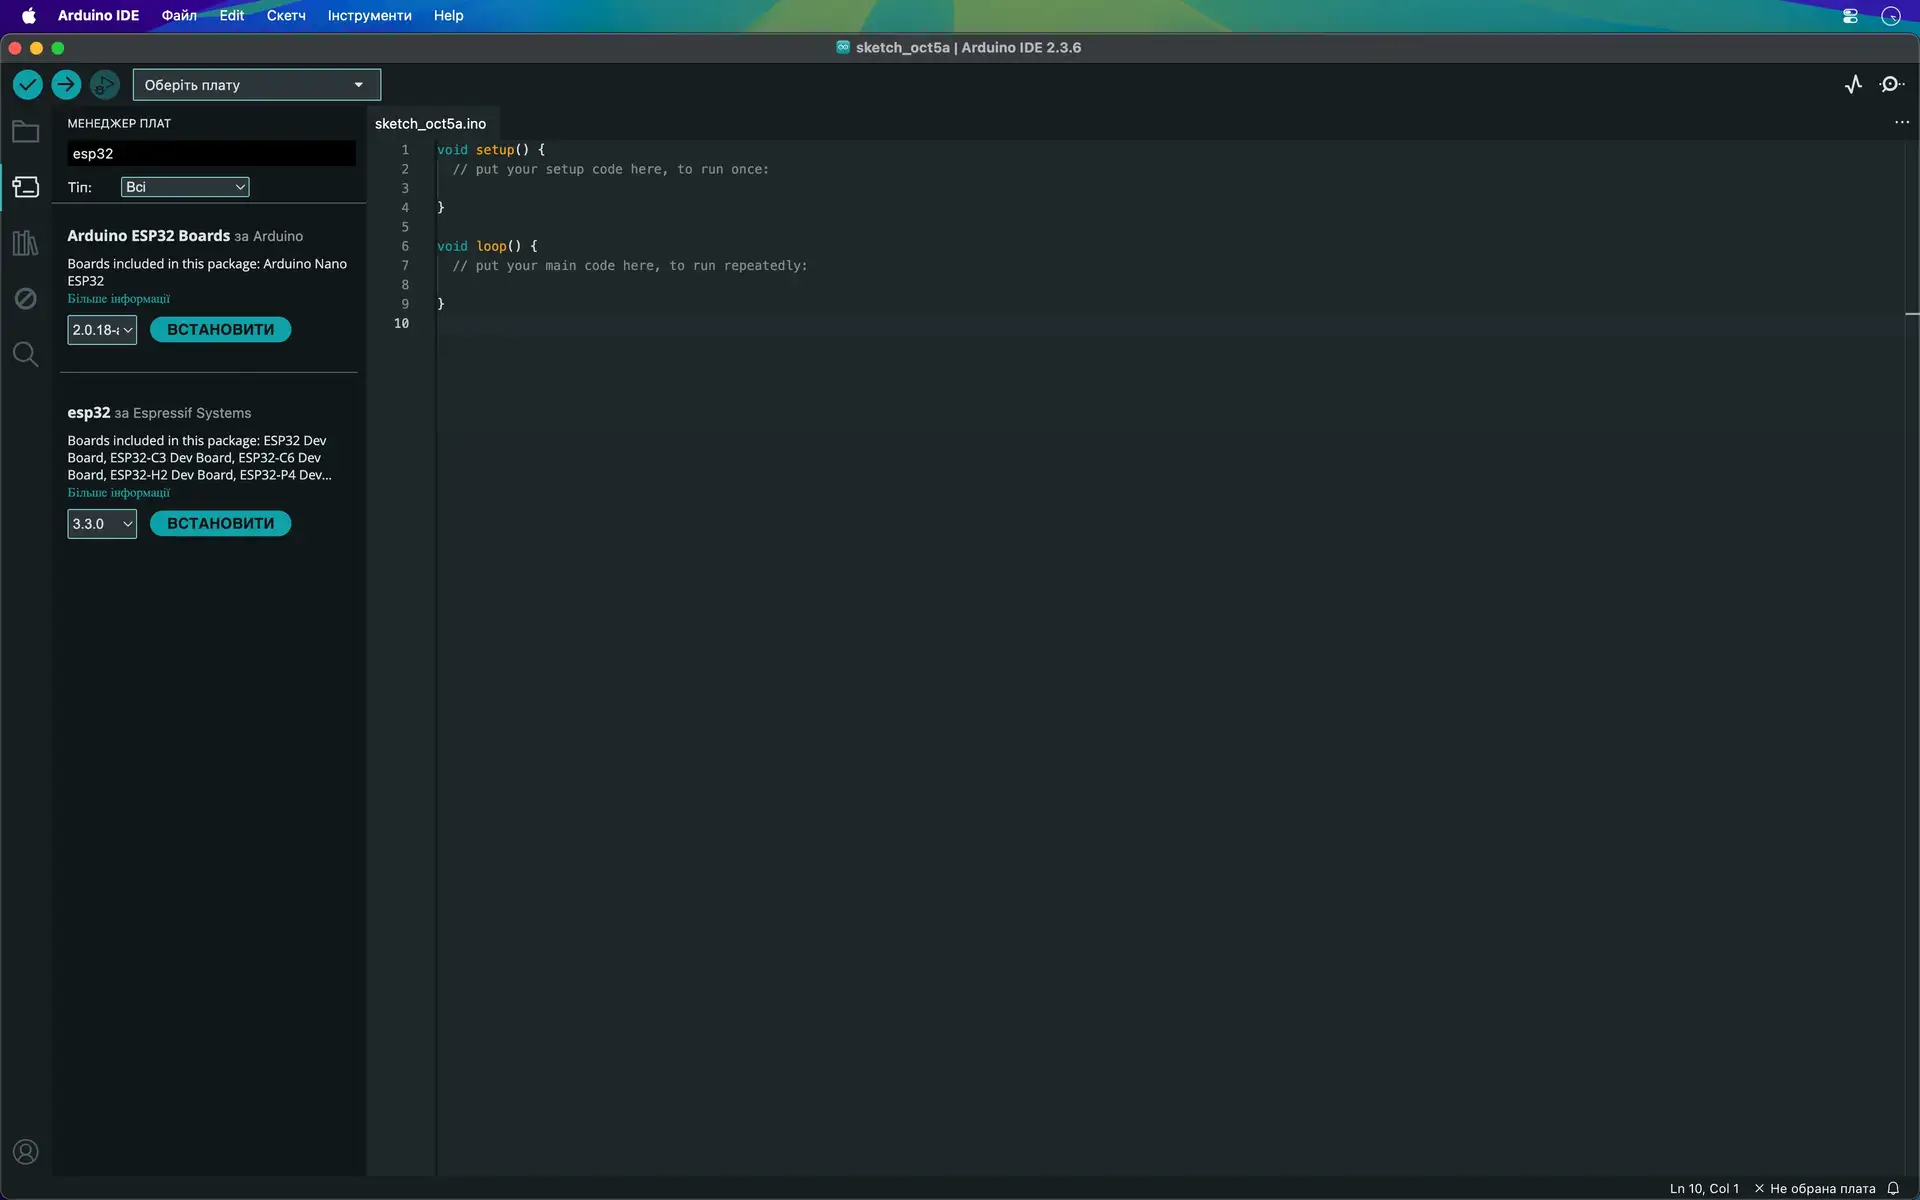 Arduino IDE Файл Edit Скетч Інструменти Help
sketch_oct5a | Arduino IDE 2.3.6
Оберіть плату
МЕНЕДЖЕР ПЛАТ
esp32
Тіп: Всі
Arduino ESP32 Boards за Arduino
Boards included in this package: Arduino Nano
ESP32
Більше інформації
2.0.18-a ВСТАНОВИТИ
esp32 за Espressif Systems
Boards included in this package: ESP32 Dev
Board, ESP32-C3 Dev Board, ESP32-C6 Dev
Board, ESP32-H2 Dev Board, ESP32-P4 Dev...
Більше інформації
3.3.0 ВСТАНОВИТИ
sketch_oct5a.ino
1 void setup() {
2 // put your setup code here, to run once:
3
4 }
5
6 void loop() {
7 // put your main code here, to run repeatedly:
8
9 }
10
Ln 10, Col 1 × Не обрана плата